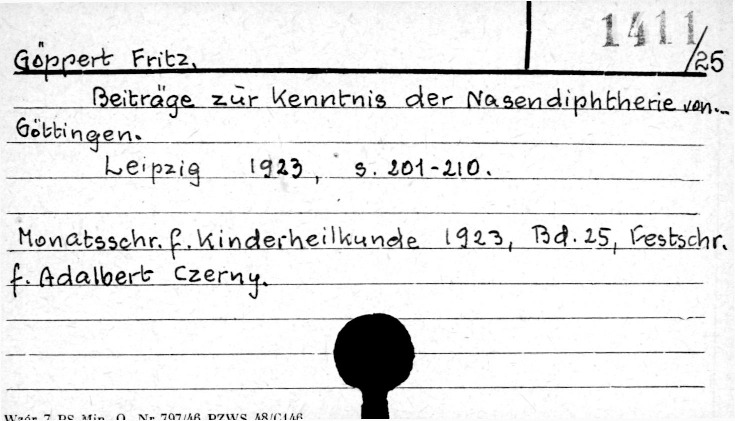 1411/25
Göppert Fritz.
Beiträge zur Kenntnis der Nasendiphtherie von...
Göttingen.
Leipzig 1923, s. 201-210.
Monatsschr. f. Kinderheilkunde 1923, Bd. 25, Festschr.
f. Adalbert Czerny.
Wzór 7 PS Min. O. Nr 797/46 PZWS 48/G146